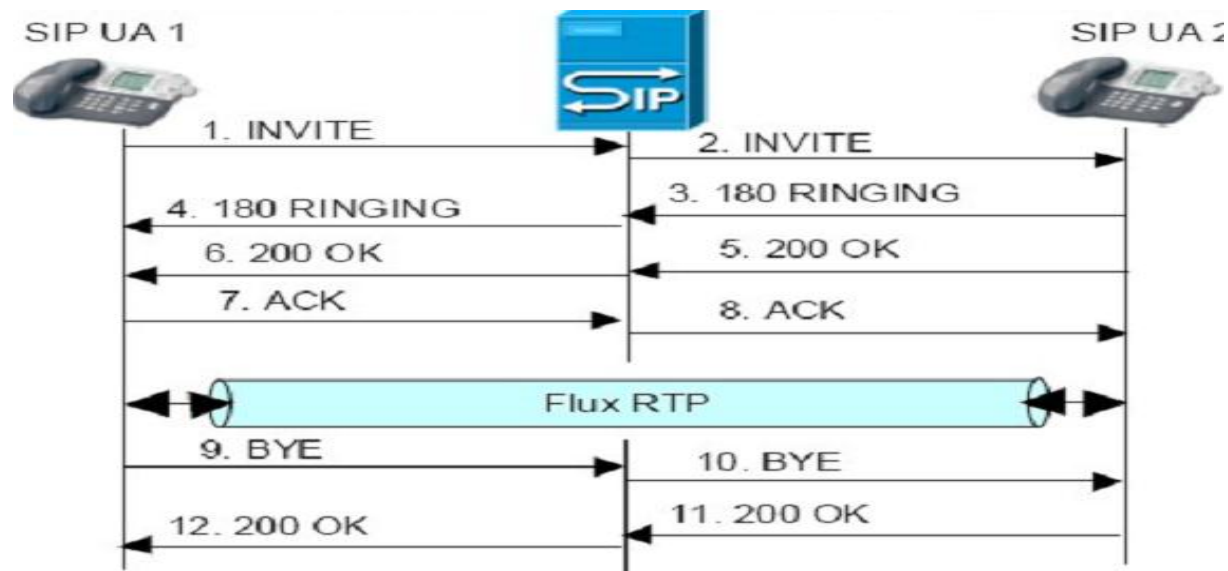 SIP UA 1
SIP UA 2
SIP
1. INVITE
2. INVITE
3. 180 RINGING
4. 180 RINGING
5. 200 OK
6. 200 OK
7. ACK
8. ACK
Flux RTP
9. BYE
10. BYE
11. 200 OK
12. 200 OK